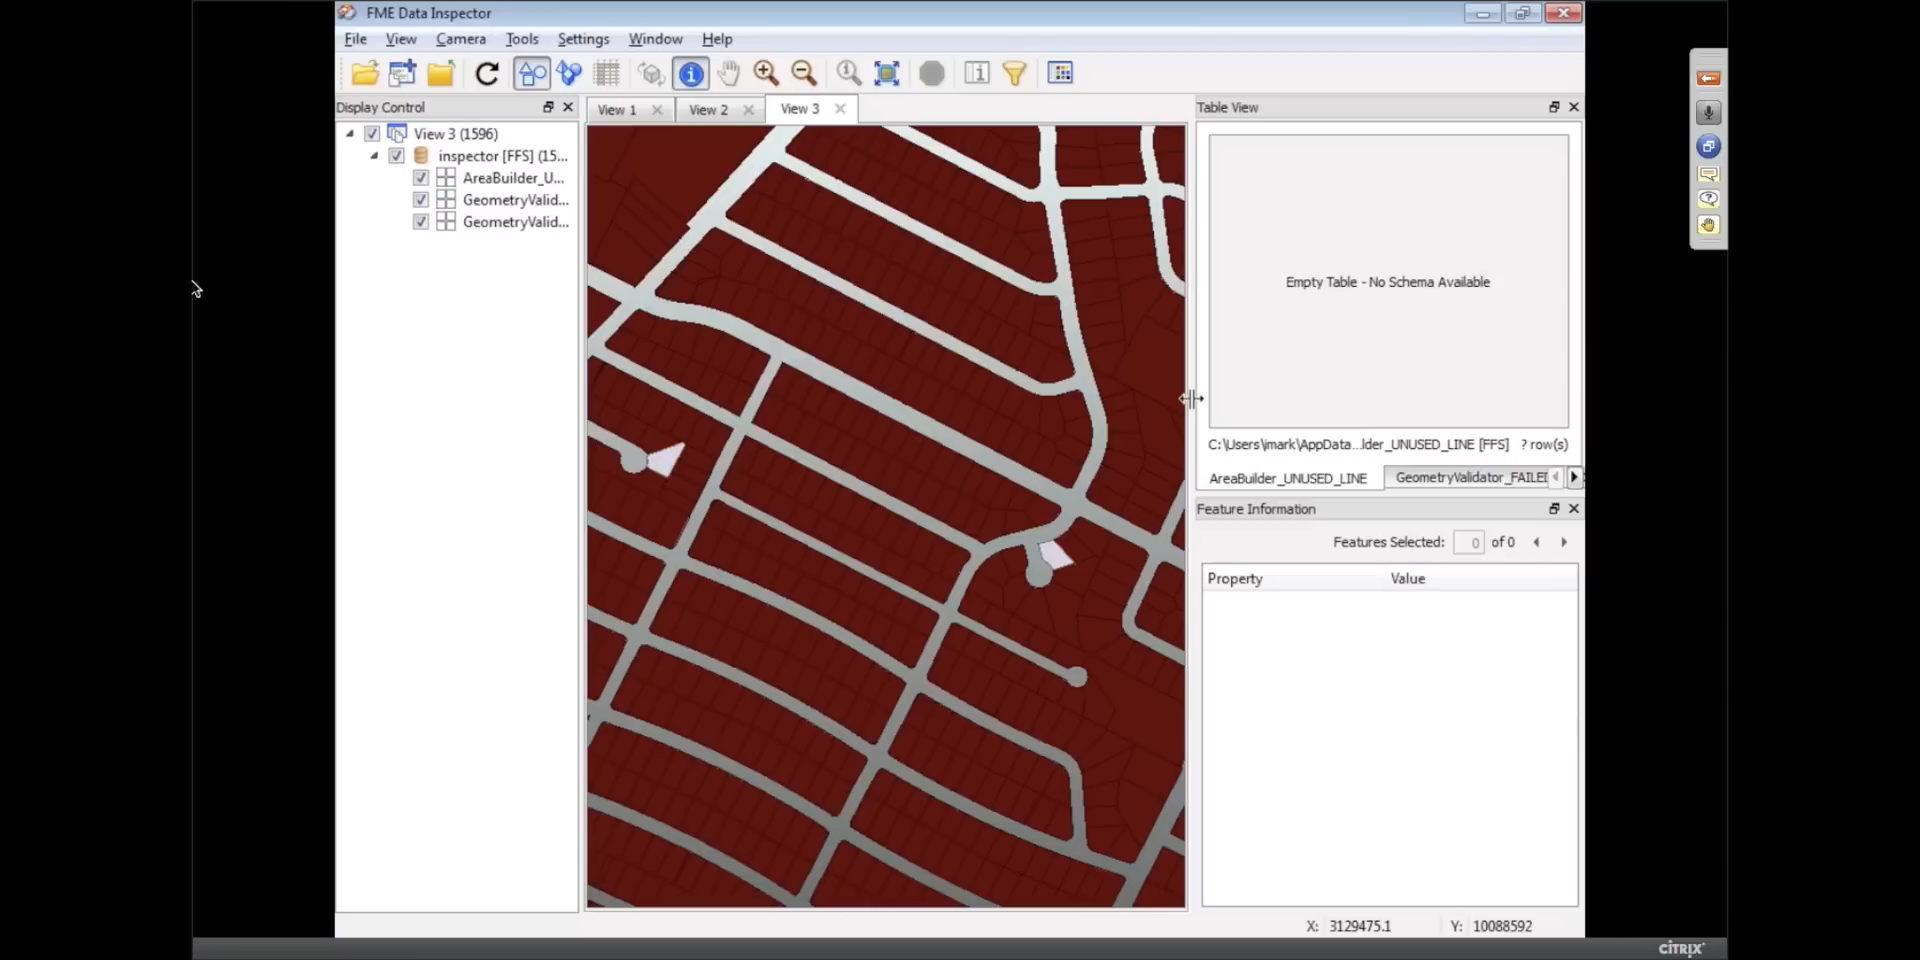 FME Data Inspector
File View Camera Tools Settings Window Help
Display Control
View 3 (1596)
inspector [FFS] (15...
AreaBuilder_U...
GeometryValid...
GeometryValid...
View 1
View 2
View 3
Table View
Empty Table - No Schema Available
C:\Users\mark\AppData...lder_UNUSED_LINE [FFS] ? row(s)
AreaBuilder_UNUSED_LINE
GeometryValidator_FAILED
Feature Information
Features Selected: 0 of 0
Property Value
X: 3129475.1 Y: 10088592
CITRIX